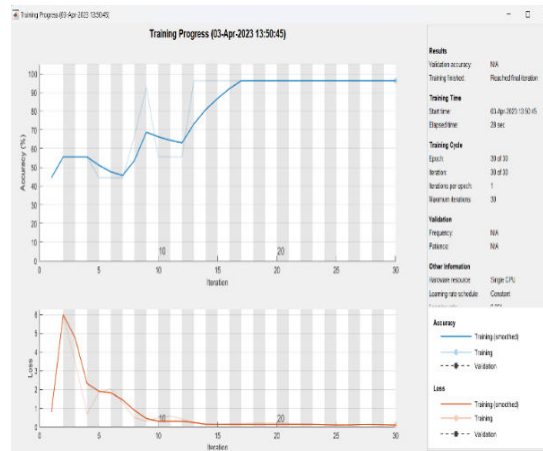 Training Progress (03-Apr-2023 13:50:45)
Training Progress (03-Apr-2023 13:50:45)
Accuracy (%)
100
90
80
70
60
50
40
30
20
10
0
10
20
0
5
10
15
20
25
30
Iteration
Loss
6
5
4
3
2
1
0
10
20
0
5
10
15
20
25
30
Iteration
Results
Validation accuracy: N/A
Training finished: Reached final iteration
Training Time
Start time: 03-Apr-2023 13:50:45
Elapsed time: 28 sec
Training Cycle
Epoch: 30 of 30
Iteration: 30 of 30
Iterations per epoch: 1
Maximum iterations: 30
Validation
Frequency: N/A
Patience: N/A
Other Information
Hardware resource: Single CPU
Learning rate schedule: Constant
Accuracy
Training (smoothed)
Training
Validation
Loss
Training (smoothed)
Training
Validation